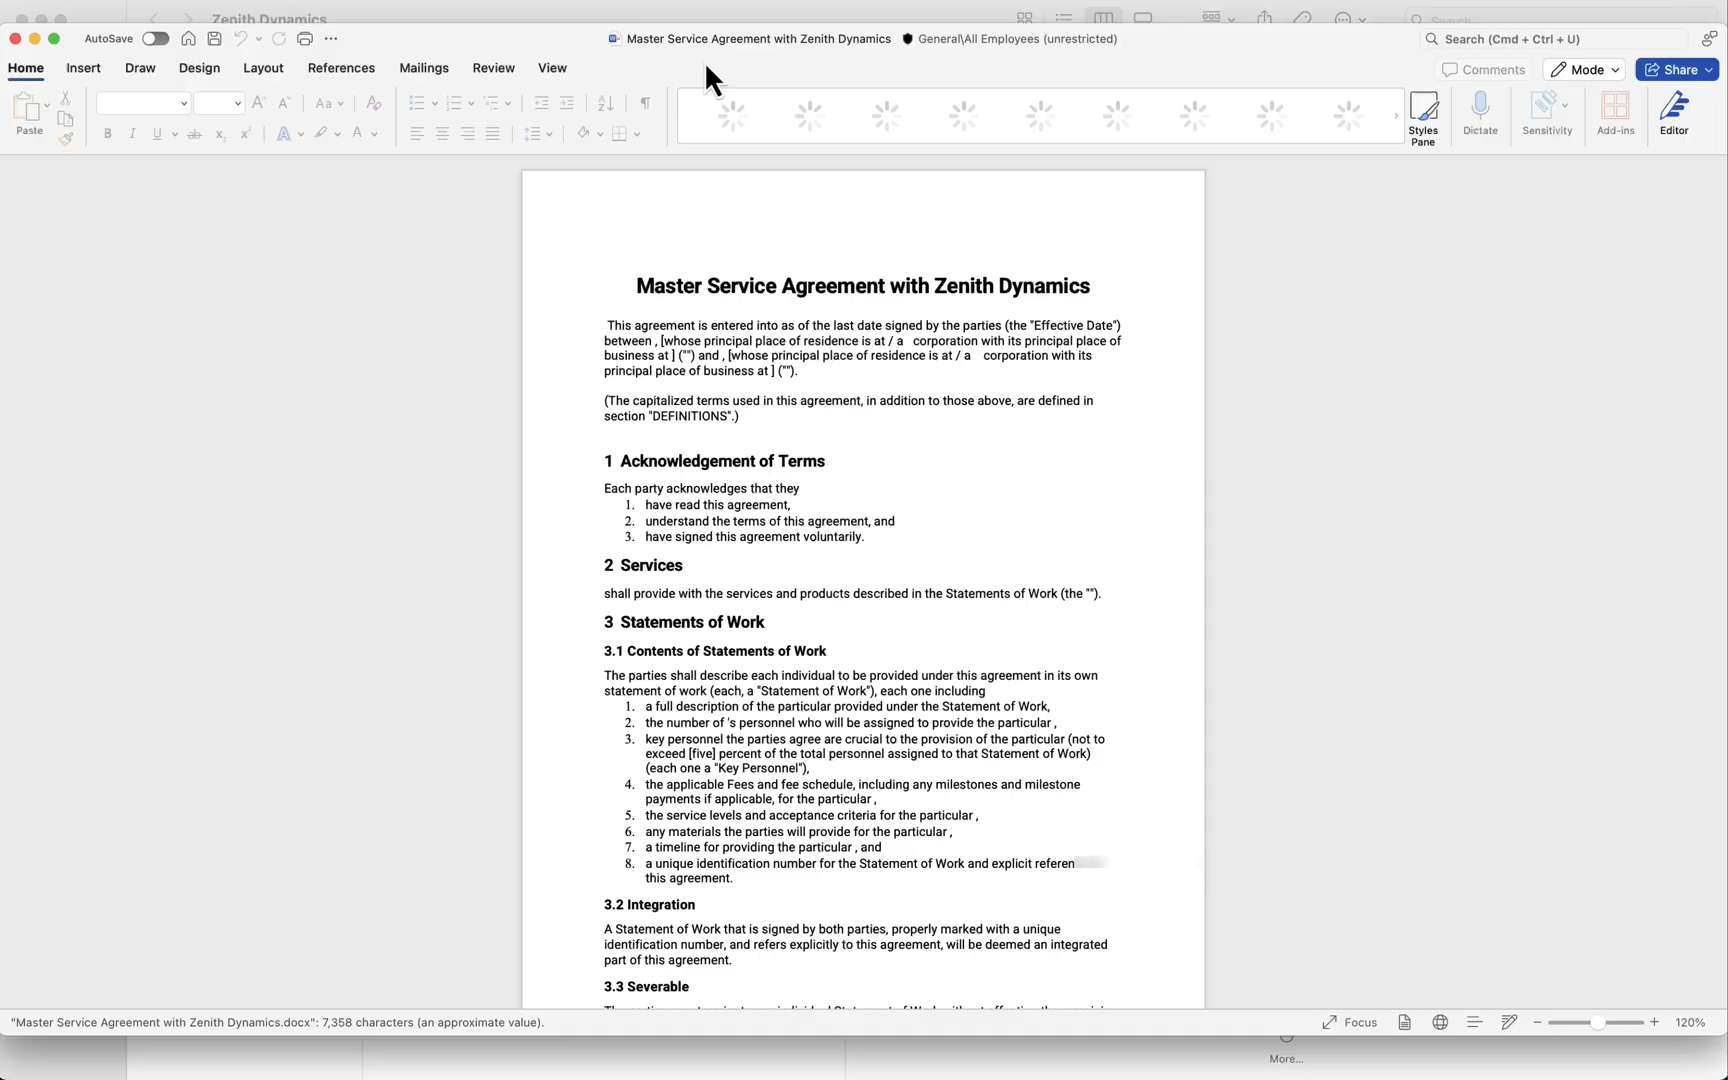 Zenith Dynamics
Search
AutoSave
Master Service Agreement with Zenith Dynamics
General\All Employees (unrestricted)
Search (Cmd + Ctrl + U)
Home
Insert
Draw
Design
Layout
References
Mailings
Review
View
Comments
Mode
Share
Paste
Aa
B I U ab x₂ x²
Styles Pane
Dictate
Sensitivity
Add-ins
Editor
Master Service Agreement with Zenith Dynamics
This agreement is entered into as of the last date signed by the parties (the "Effective Date")
between , [whose principal place of residence is at / a corporation with its principal place of
business at ] ("") and , [whose principal place of residence is at / a corporation with its
principal place of business at ] ("").
(The capitalized terms used in this agreement, in addition to those above, are defined in
section "DEFINITIONS".)
1 Acknowledgement of Terms
Each party acknowledges that they
1. have read this agreement,
2. understand the terms of this agreement, and
3. have signed this agreement voluntarily.
2 Services
shall provide with the services and products described in the Statements of Work (the "").
3 Statements of Work
3.1 Contents of Statements of Work
The parties shall describe each individual to be provided under this agreement in its own
statement of work (each, a "Statement of Work"), each one including
1. a full description of the particular provided under the Statement of Work,
2. the number of 's personnel who will be assigned to provide the particular ,
3. key personnel the parties agree are crucial to the provision of the particular (not to
exceed [five] percent of the total personnel assigned to that Statement of Work)
(each one a "Key Personnel"),
4. the applicable Fees and fee schedule, including any milestones and milestone
payments if applicable, for the particular ,
5. the service levels and acceptance criteria for the particular ,
6. any materials the parties will provide for the particular ,
7. a timeline for providing the particular , and
8. a unique identification number for the Statement of Work and explicit referen
this agreement.
3.2 Integration
A Statement of Work that is signed by both parties, properly marked with a unique
identification number, and refers explicitly to this agreement, will be deemed an integrated
part of this agreement.
3.3 Severable
"Master Service Agreement with Zenith Dynamics.docx": 7,358 characters (an approximate value).
Focus
120%
More...